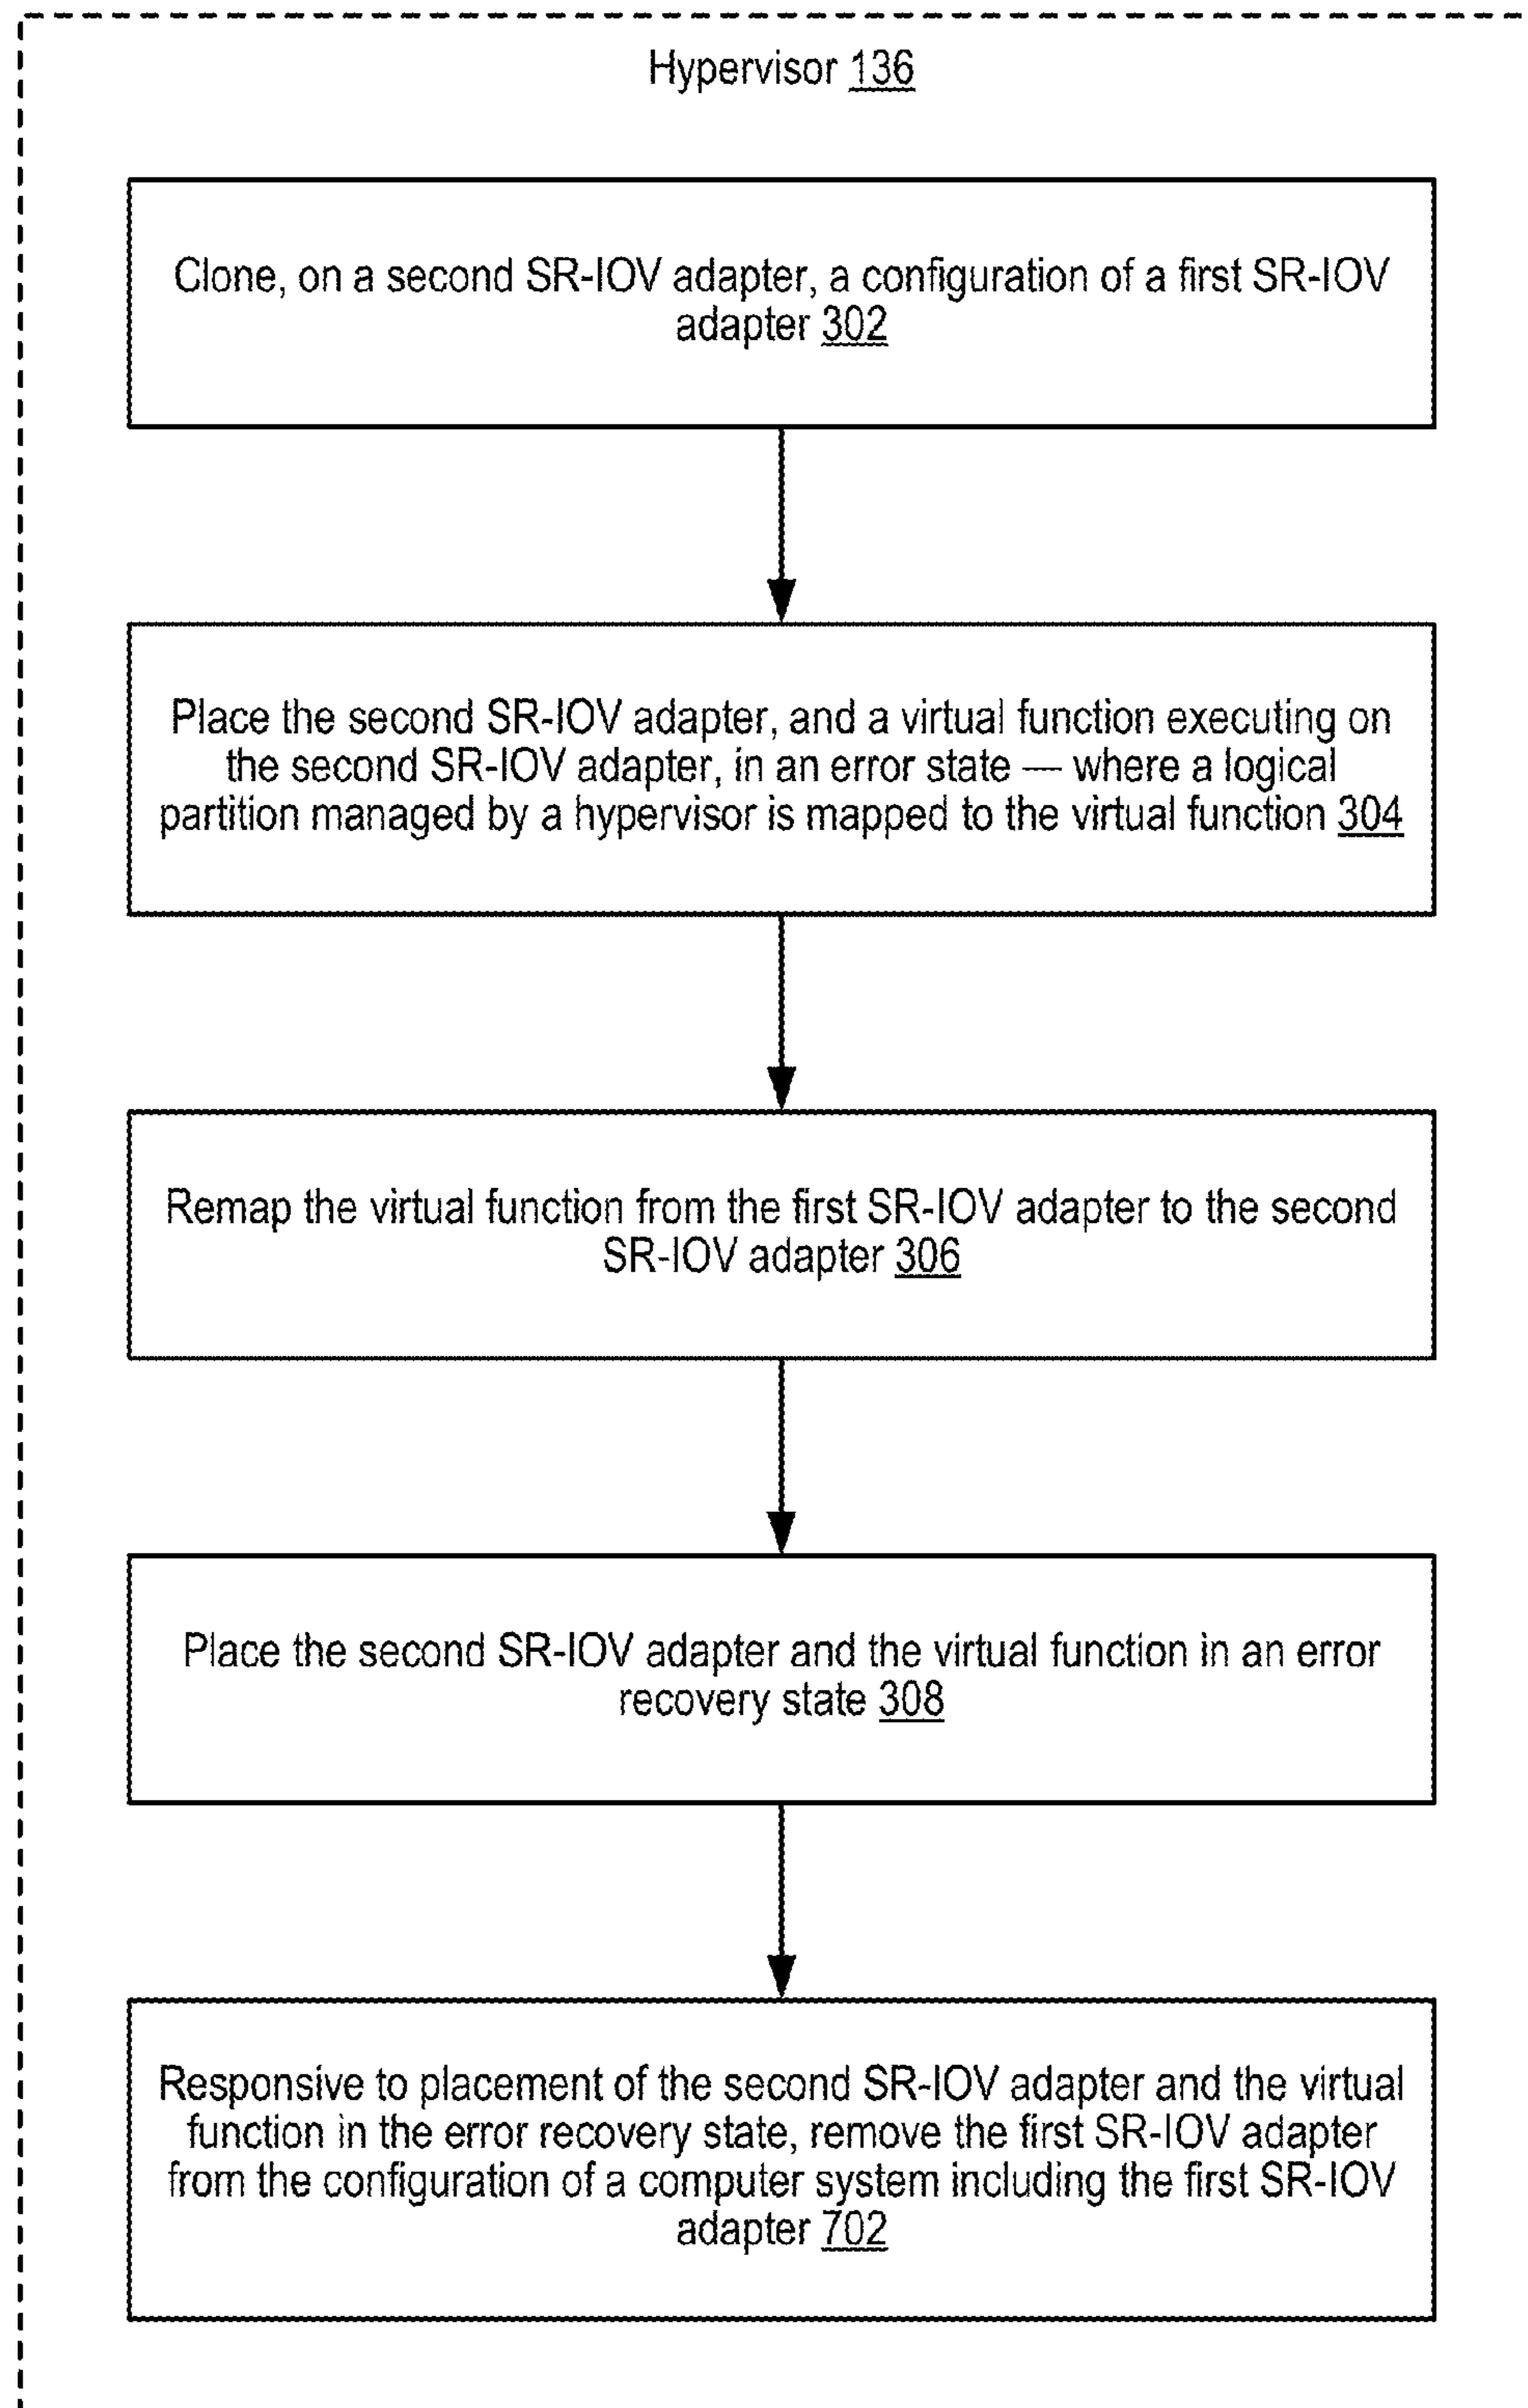 Hypervisor 136
Clone, on a second SR-IOV adapter, a configuration of a first SR-IOV
adapter 302
Place the second SR-IOV adapter, and a virtual function executing on
the second SR-IOV adapter, in an error state — where a logical
partition managed by a hypervisor is mapped to the virtual function 304
Remap the virtual function from the first SR-IOV adapter to the second
SR-IOV adapter 306
Place the second SR-IOV adapter and the virtual function in an error
recovery state 308
Responsive to placement of the second SR-IOV adapter and the virtual
function in the error recovery state, remove the first SR-IOV adapter
from the configuration of a computer system including the first SR-IOV
adapter 702